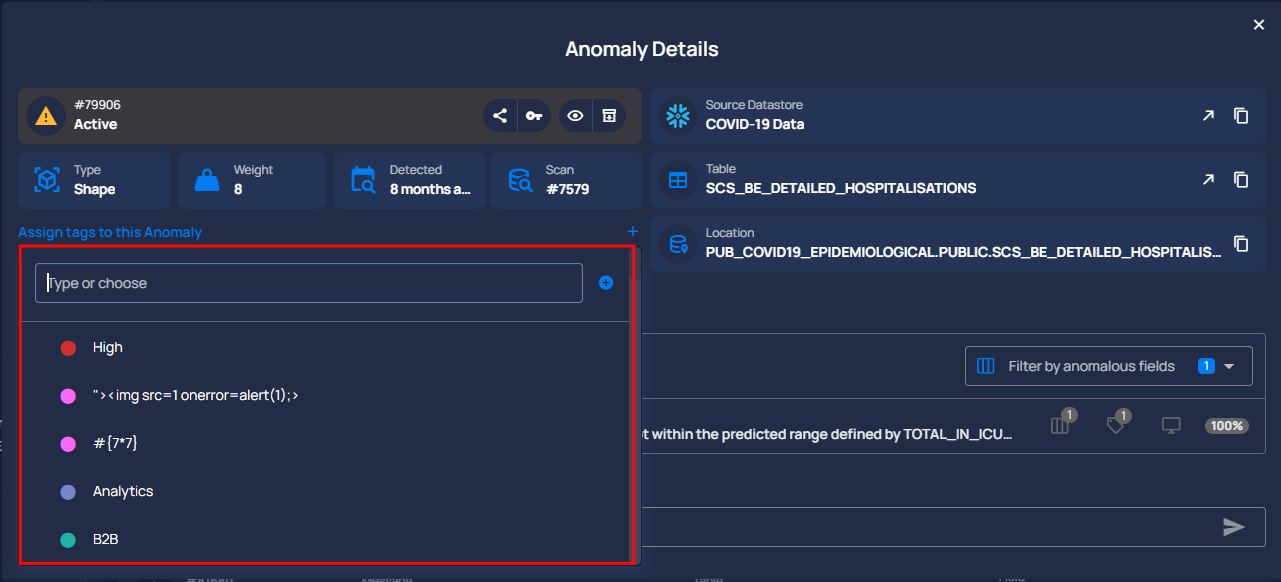 Anomaly Details
#79906
Active
Source Datastore
COVID-19 Data
Type
Shape
Weight
8
Detected
8 months a...
Scan
#7579
Table
SCS_BE_DETAILED_HOSPITALISATIONS
Assign tags to this Anomaly
Location
PUB_COVID19_EPIDEMIOLOGICAL.PUBLIC.SCS_BE_DETAILED_HOSPITALIS...
Type or choose
High
"><img src=1 onerror=alert(1);>
#{7*7}
Analytics
B2B
Filter by anomalous fields 1
within the predicted range defined by TOTAL_IN_ICU...
1
1
100%